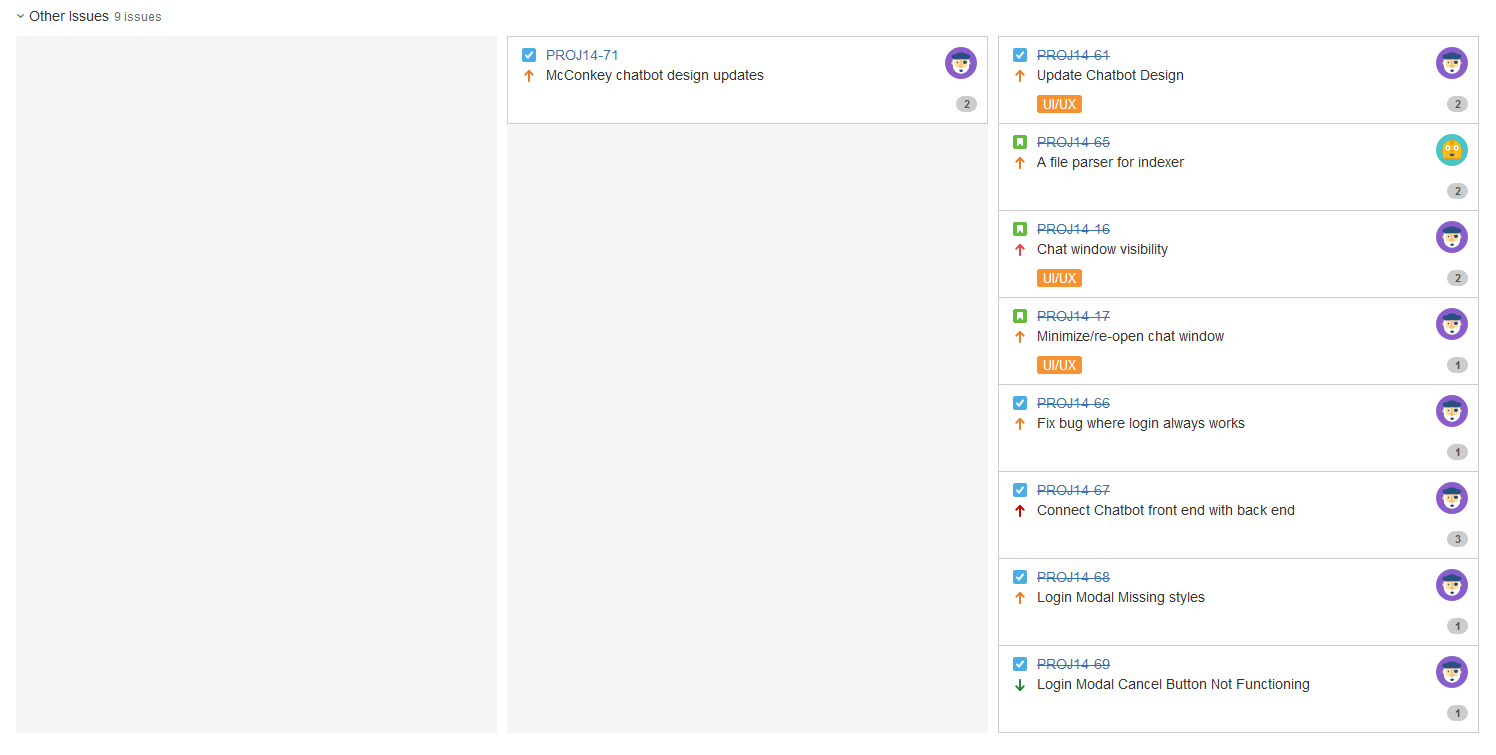 Other Issues 9 issues
PROJ14-71
McConkey chatbot design updates
2
PROJ14-61
Update Chatbot Design
UI/UX
2
PROJ14-65
A file parser for indexer
2
PROJ14-16
Chat window visibility
UI/UX
2
PROJ14-17
Minimize/re-open chat window
UI/UX
1
PROJ14-66
Fix bug where login always works
1
PROJ14-67
Connect Chatbot front end with back end
3
PROJ14-68
Login Modal Missing styles
1
PROJ14-69
Login Modal Cancel Button Not Functioning
1